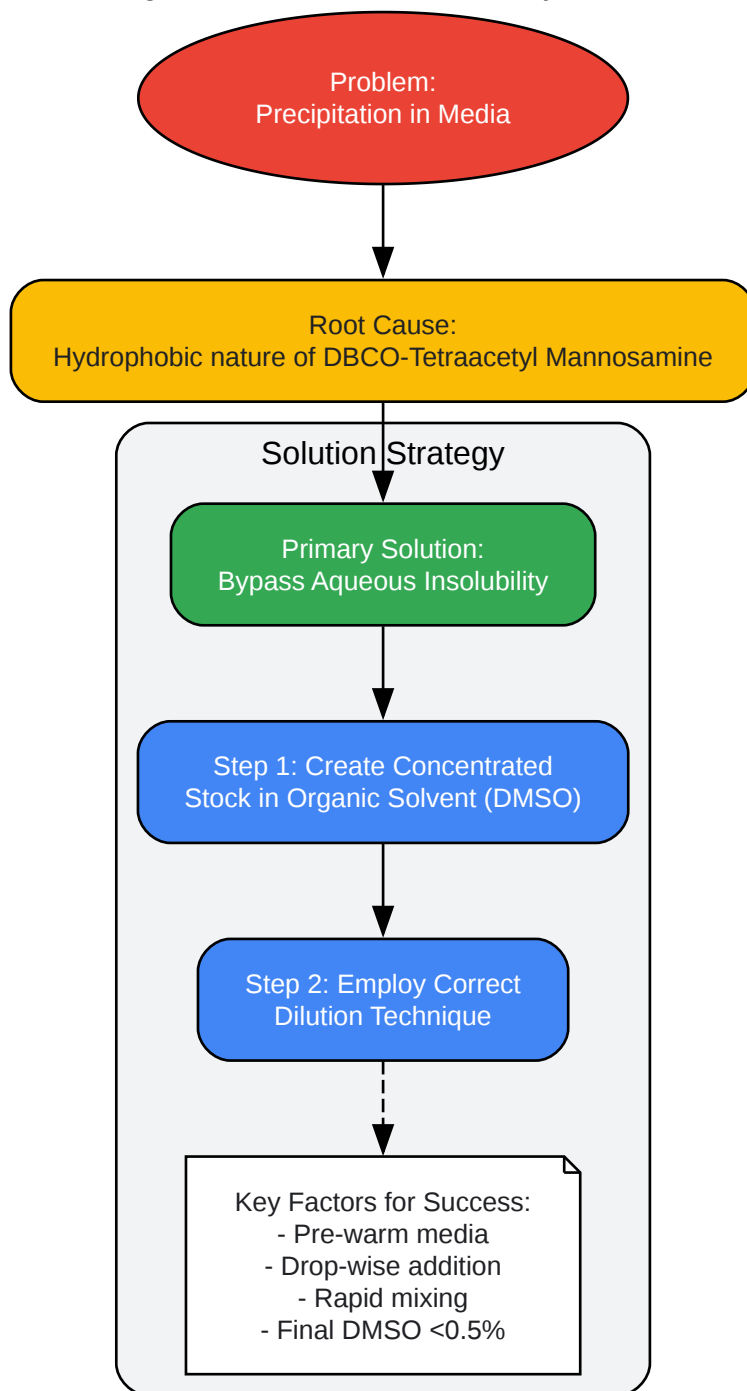 Problem:
Precipitation in Media
Root Cause:
Hydrophobic nature of DBCO-Tetraacetyl Mannosamine
Solution Strategy
Primary Solution:
Bypass Aqueous Insolubility
Step 1: Create Concentrated
Stock in Organic Solvent (DMSO)
Step 2: Employ Correct
Dilution Technique
Key Factors for Success:
- Pre-warm media
- Drop-wise addition
- Rapid mixing
- Final DMSO <0.5%